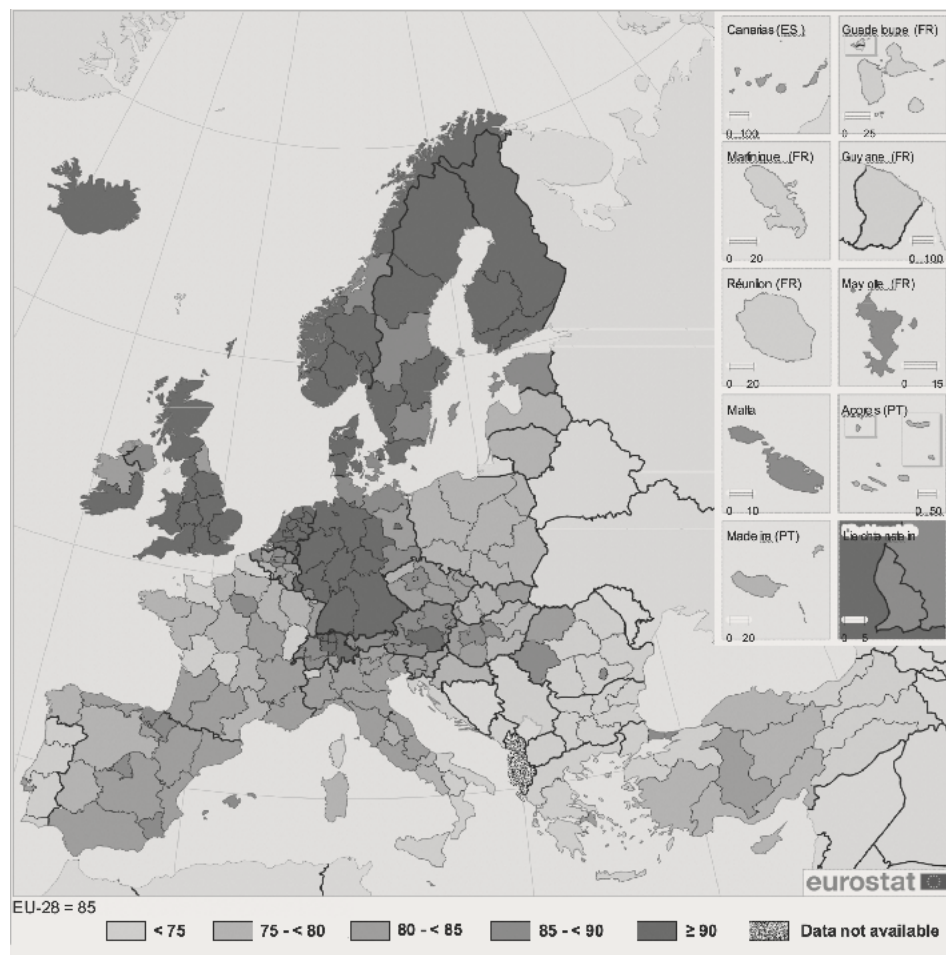 Canarias (ES)
0 100
Guadeloupe (FR)
0 25
Martinique (FR)
0 20
Guyane (FR)
0 100
Réunion (FR)
0 20
Mayotte (FR)
0 15
Malta
0 10
Açores (PT)
0 50
Madeira (PT)
0 20
Liechtenstein
0 5
eurostat
EU-28 = 85
< 75
75 - < 80
80 - < 85
85 - < 90
≥ 90
Data not available